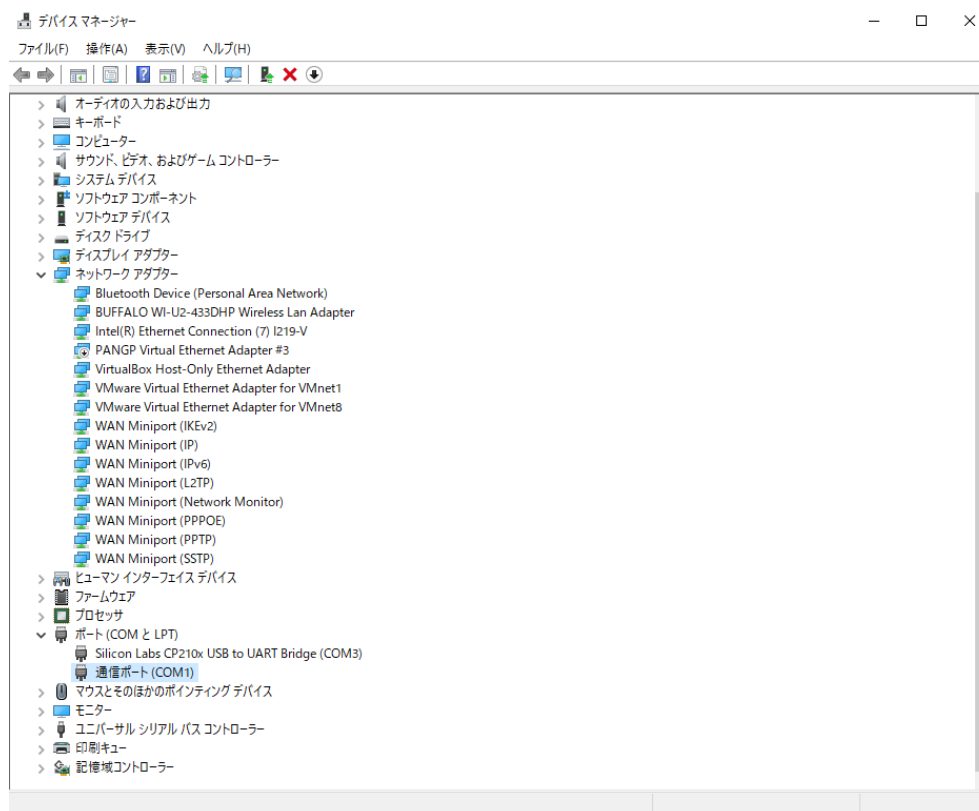 デバイス マネージャー
ファイル(F) 操作(A) 表示(V) ヘルプ(H)
オーディオの入力および出力
キーボード
コンピューター
サウンド、ビデオ、およびゲーム コントローラー
システム デバイス
ソフトウェア コンポーネント
ソフトウェア デバイス
ディスク ドライブ
ディスプレイ アダプター
ネットワーク アダプター
Bluetooth Device (Personal Area Network)
BUFFALO WI-U2-433DHP Wireless Lan Adapter
Intel(R) Ethernet Connection (7) I219-V
PANGP Virtual Ethernet Adapter #3
VirtualBox Host-Only Ethernet Adapter
VMware Virtual Ethernet Adapter for VMnet1
VMware Virtual Ethernet Adapter for VMnet8
WAN Miniport (IKEv2)
WAN Miniport (IP)
WAN Miniport (IPv6)
WAN Miniport (L2TP)
WAN Miniport (Network Monitor)
WAN Miniport (PPPOE)
WAN Miniport (PPTP)
WAN Miniport (SSTP)
ヒューマン インターフェイス デバイス
ファームウェア
プロセッサ
ポート (COM と LPT)
Silicon Labs CP210x USB to UART Bridge (COM3)
通信ポート (COM1)
マウスとそのほかのポインティング デバイス
モニター
ユニバーサル シリアル バス コントローラー
印刷キュー
記憶域コントローラー